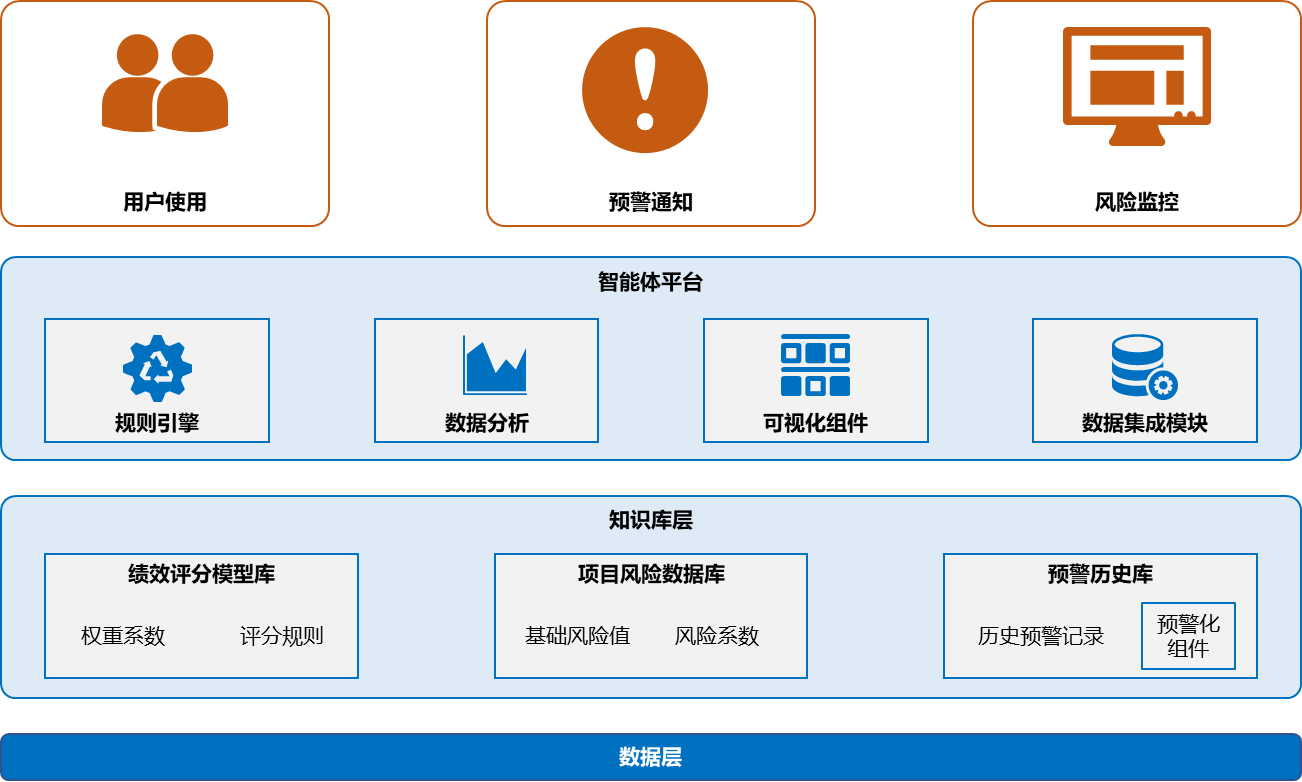 用户使用
预警通知
风险监控
智能体平台
规则引擎
数据分析
可视化组件
数据集成模块
知识库层
绩效评分模型库
权重系数
评分规则
项目风险数据库
基础风险值
风险系数
预警历史库
历史预警记录
预警化
组件
数据层